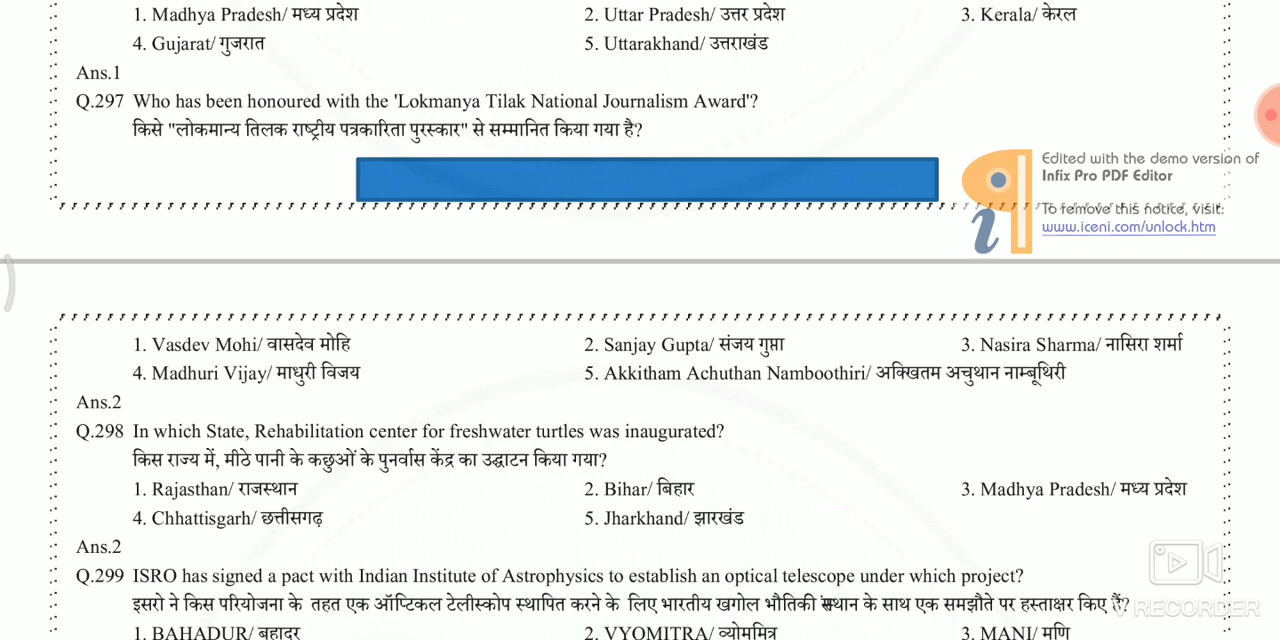 1. Madhya Pradesh/ मध्य प्रदेश 2. Uttar Pradesh/ उत्तर प्रदेश 3. Kerala/ केरल
4. Gujarat/ गुजरात 5. Uttarakhand/ उत्तराखंड
Ans.1
Q.297 Who has been honoured with the 'Lokmanya Tilak National Journalism Award'?
किसे "लोकमान्य तिलक राष्ट्रीय पत्रकारिता पुरस्कार" से सम्मानित किया गया है?
Edited with the demo version of
Infix Pro PDF Editor
To remove this notice, visit:
www.iceni.com/unlock.htm
1. Vasdev Mohi/ वासदेव मोहि 2. Sanjay Gupta/ संजय गुप्ता 3. Nasira Sharma/ नासिरा शर्मा
4. Madhuri Vijay/ माधुरी विजय 5. Akkitham Achuthan Namboothiri/ अक्खितम अचुथान नाम्बूथिरी
Ans.2
Q.298 In which State, Rehabilitation center for freshwater turtles was inaugurated?
किस राज्य में, मीठे पानी के कछुओं के पुनर्वास केंद्र का उद्घाटन किया गया?
1. Rajasthan/ राजस्थान 2. Bihar/ बिहार 3. Madhya Pradesh/ मध्य प्रदेश
4. Chhattisgarh/ छत्तीसगढ़ 5. Jharkhand/ झारखंड
Ans.2
Q.299 ISRO has signed a pact with Indian Institute of Astrophysics to establish an optical telescope under which project?
इसरो ने किस परियोजना के तहत एक ऑप्टिकल टेलीस्कोप स्थापित करने के लिए भारतीय खगोल भौतिकी संस्थान के साथ एक समझौते पर हस्ताक्षर किए हैं?
RECORDER
1. BAHADUR/ बहादुर 2. VYOMITRA/ व्योममित्र 3. MANI/ मणि